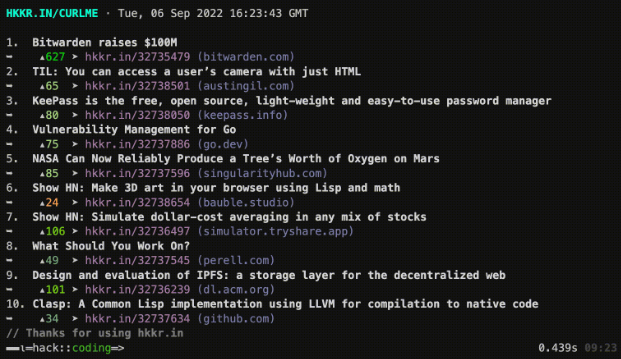 HKKR.IN/CURLME · Tue, 06 Sep 2022 16:23:43 GMT
1. Bitwarden raises $100M
➥ ▲627 ➤ hkkr.in/32735479 (bitwarden.com)
2. TIL: You can access a user’s camera with just HTML
➥ ▲65 ➤ hkkr.in/32738501 (austingil.com)
3. KeePass is the free, open source, light-weight and easy-to-use password manager
➥ ▲80 ➤ hkkr.in/32738050 (keepass.info)
4. Vulnerability Management for Go
➥ ▲75 ➤ hkkr.in/32737886 (go.dev)
5. NASA Can Now Reliably Produce a Tree’s Worth of Oxygen on Mars
➥ ▲85 ➤ hkkr.in/32737596 (singularityhub.com)
6. Show HN: Make 3D art in your browser using Lisp and math
➥ ▲24 ➤ hkkr.in/32738654 (bauble.studio)
7. Show HN: Simulate dollar-cost averaging in any mix of stocks
➥ ▲106 ➤ hkkr.in/32736497 (simulator.tryshare.app)
8. What Should You Work On?
➥ ▲49 ➤ hkkr.in/32737545 (perell.com)
9. Design and evaluation of IPFS: a storage layer for the decentralized web
➥ ▲101 ➤ hkkr.in/32736239 (dl.acm.org)
10. Clasp: A Common Lisp implementation using LLVM for compilation to native code
➥ ▲34 ➤ hkkr.in/32737634 (github.com)
// Thanks for using hkkr.in
▬▬ι═hack::coding═> 0.439s 09:23